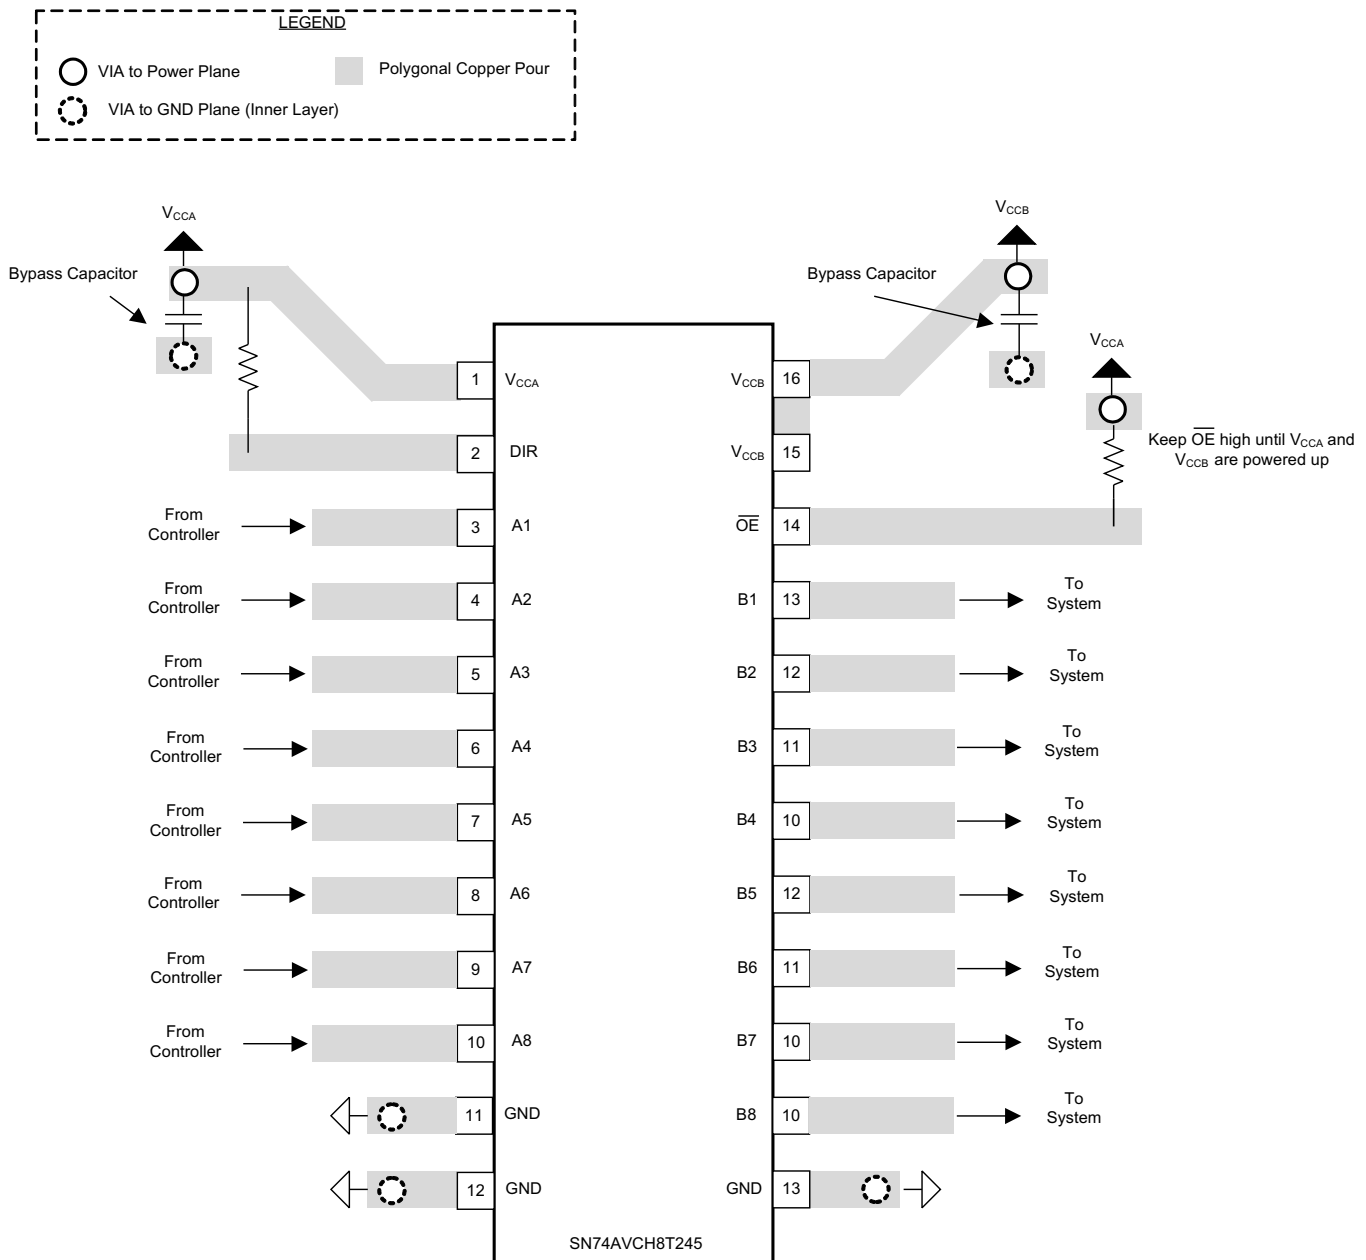 LEGEND
VIA to Power Plane
Polygonal Copper Pour
VIA to GND Plane (Inner Layer)
VCCA
Bypass Capacitor
VCCB
Bypass Capacitor
VCCA
Keep OE high until VCCA and
VCCB are powered up
1 VCCA
VCCB 16
2 DIR
VCCB 15
From
Controller
3 A1
OE 14
From
Controller
4 A2
B1 13
To
System
From
Controller
5 A3
B2 12
To
System
From
Controller
6 A4
B3 11
To
System
From
Controller
7 A5
B4 10
To
System
From
Controller
8 A6
B5 12
To
System
From
Controller
9 A7
B6 11
To
System
From
Controller
10 A8
B7 10
To
System
11 GND
B8 10
To
System
12 GND
GND 13
SN74AVCH8T245